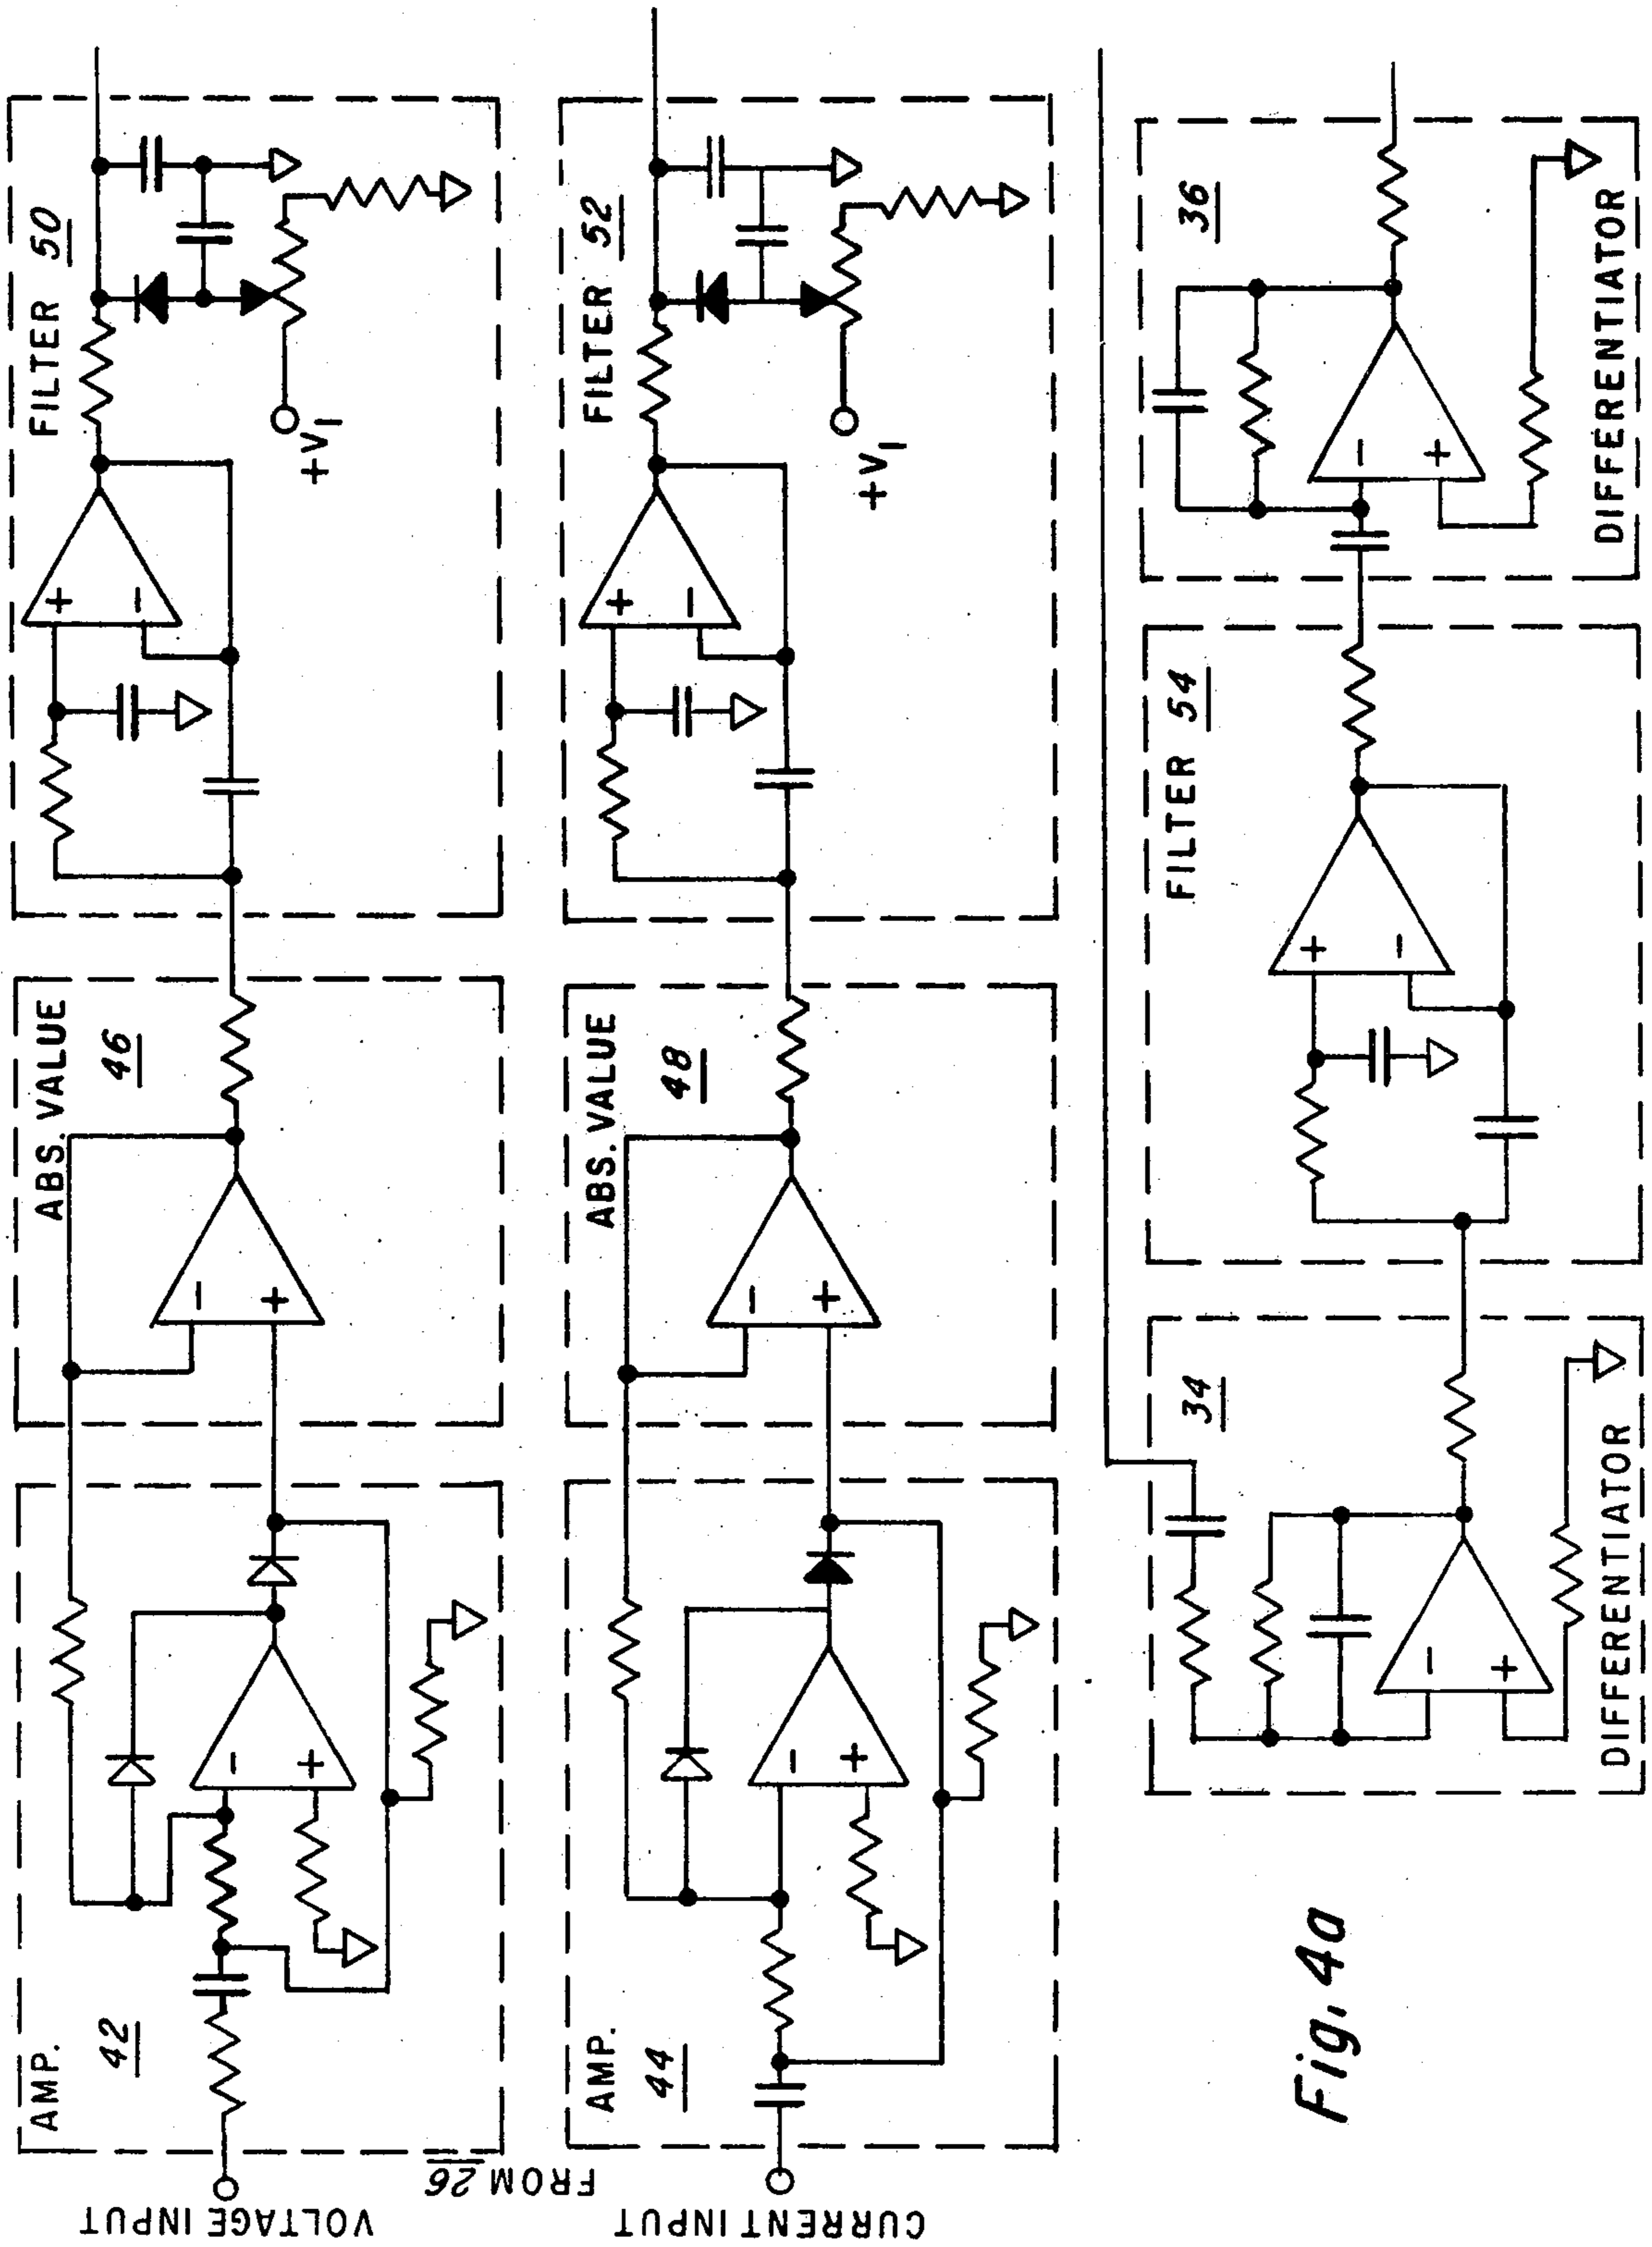 VOLTAGE INPUT
FROM 26
CURRENT INPUT
AMP.
42
ABS. VALUE
46
FILTER 50
+V1
AMP.
44
ABS. VALUE
48
FILTER 52
+V1
34
DIFFERENTIATOR
FILTER 54
36
DIFFERENTIATOR
+
−
−
+
−
+
+
−
−
+
−
+
−
+
+
−
−
+
Fig. 4a